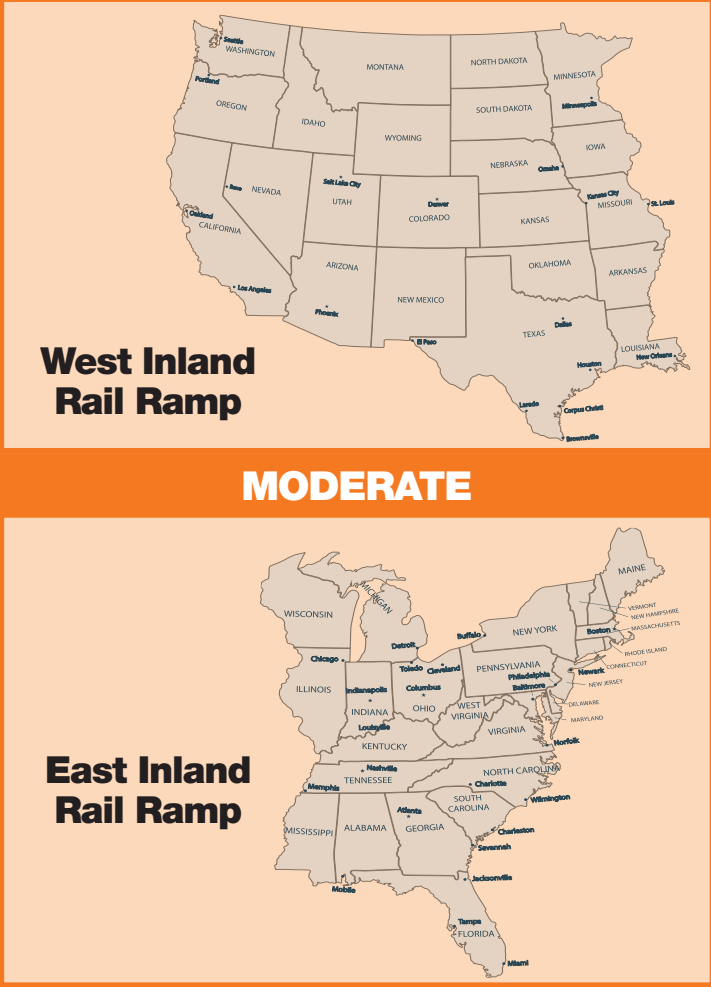 Seattle
WASHINGTON
Portland
OREGON
MONTANA
IDAHO
WYOMING
NORTH DAKOTA
SOUTH DAKOTA
MINNESOTA
Minneapolis
IOWA
NEBRASKA
Omaha
Reno
NEVADA
Salt Lake City
UTAH
Denver
COLORADO
KANSAS
Kansas City
MISSOURI
St. Louis
Oakland
CALIFORNIA
Los Angeles
ARIZONA
Phoenix
NEW MEXICO
OKLAHOMA
ARKANSAS
El Paso
TEXAS
Dallas
Houston
LOUISIANA
New Orleans
Laredo
Corpus Christi
Brownsville
West Inland
Rail Ramp
MODERATE
MAINE
WISCONSIN
MICHIGAN
VERMONT
NEW HAMPSHIRE
MASSACHUSETTS
Boston
Buffalo
NEW YORK
Detroit
RHODE ISLAND
CONNECTICUT
Chicago
Toledo
Cleveland
PENNSYLVANIA
Philadelphia
Newark
NEW JERSEY
Baltimore
ILLINOIS
Indianapolis
INDIANA
Columbus
OHIO
WEST
VIRGINIA
DELAWARE
MARYLAND
Louisville
VIRGINIA
KENTUCKY
Norfolk
Nashville
TENNESSEE
Memphis
NORTH CAROLINA
Charlotte
Wilmington
SOUTH
CAROLINA
Atlanta
MISSISSIPPI
ALABAMA
GEORGIA
Charleston
Savannah
Jacksonville
Mobile
Tampa
FLORIDA
Miami
East Inland
Rail Ramp